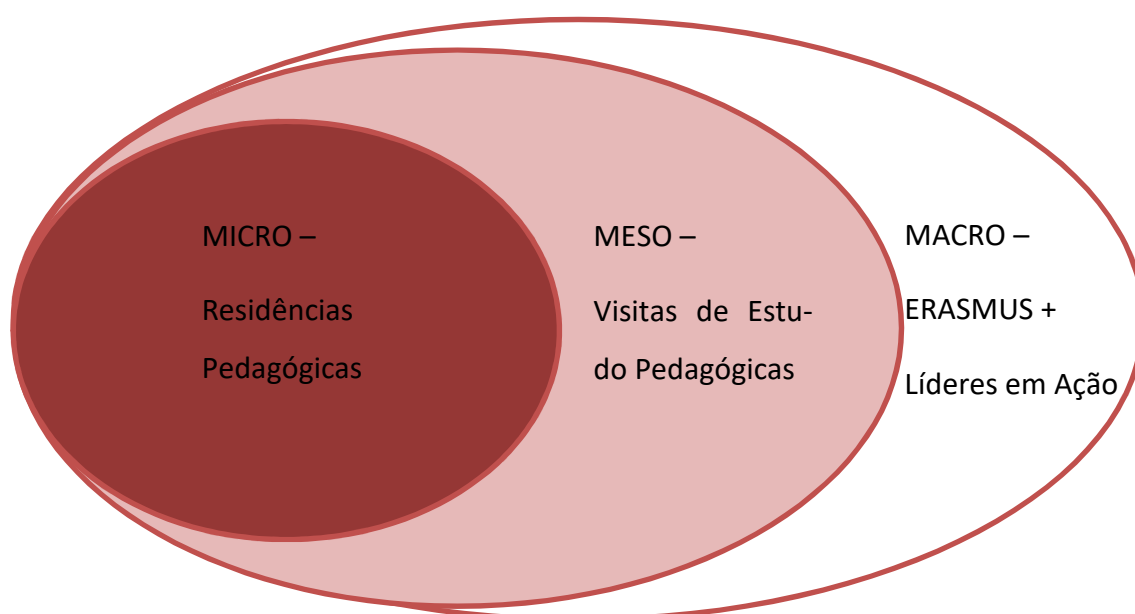 MICRO –
Residências
Pedagógicas
MESO –
Visitas de Estu-
do Pedagógicas
MACRO –
ERASMUS +
Líderes em Ação